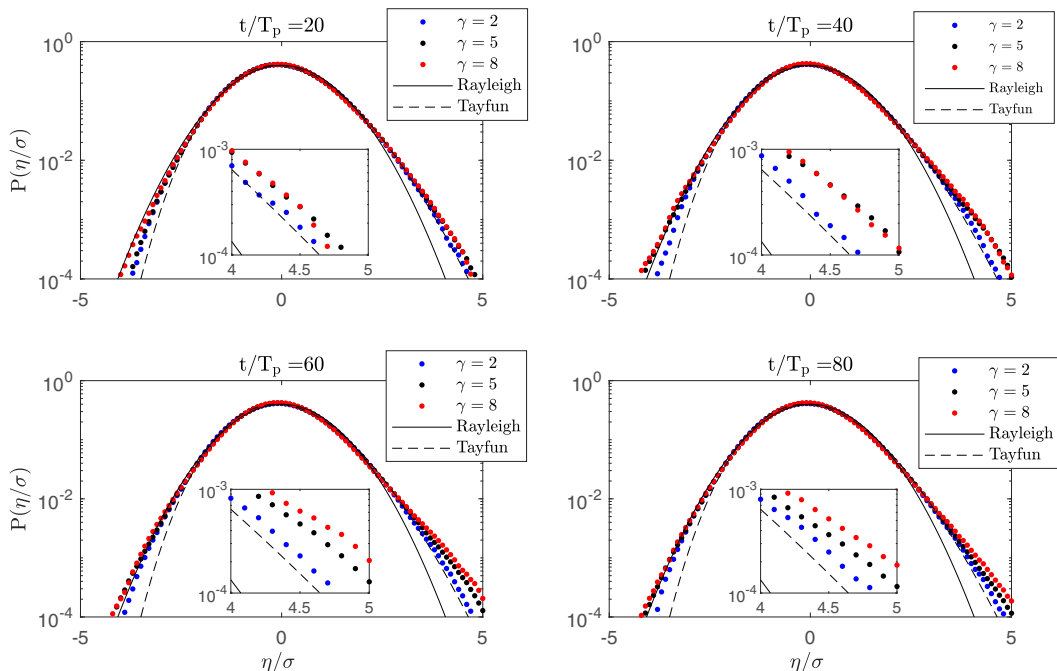 t/Tp =20
γ = 2
γ = 5
γ = 8
Rayleigh
Tayfun
P(η/σ)
10^0
10^-2
10^-4
-5
0
5
10^-3
10^-4
4
4.5
5
t/Tp =40
γ = 2
γ = 5
γ = 8
Rayleigh
Tayfun
10^0
10^-2
10^-4
-5
0
5
10^-3
10^-4
4
4.5
5
t/Tp =60
γ = 2
γ = 5
γ = 8
Rayleigh
Tayfun
P(η/σ)
10^0
10^-2
10^-4
-5
0
5
η/σ
10^-3
10^-4
4
4.5
5
t/Tp =80
γ = 2
γ = 5
γ = 8
Rayleigh
Tayfun
10^0
10^-2
10^-4
-5
0
5
η/σ
10^-3
10^-4
4
4.5
5